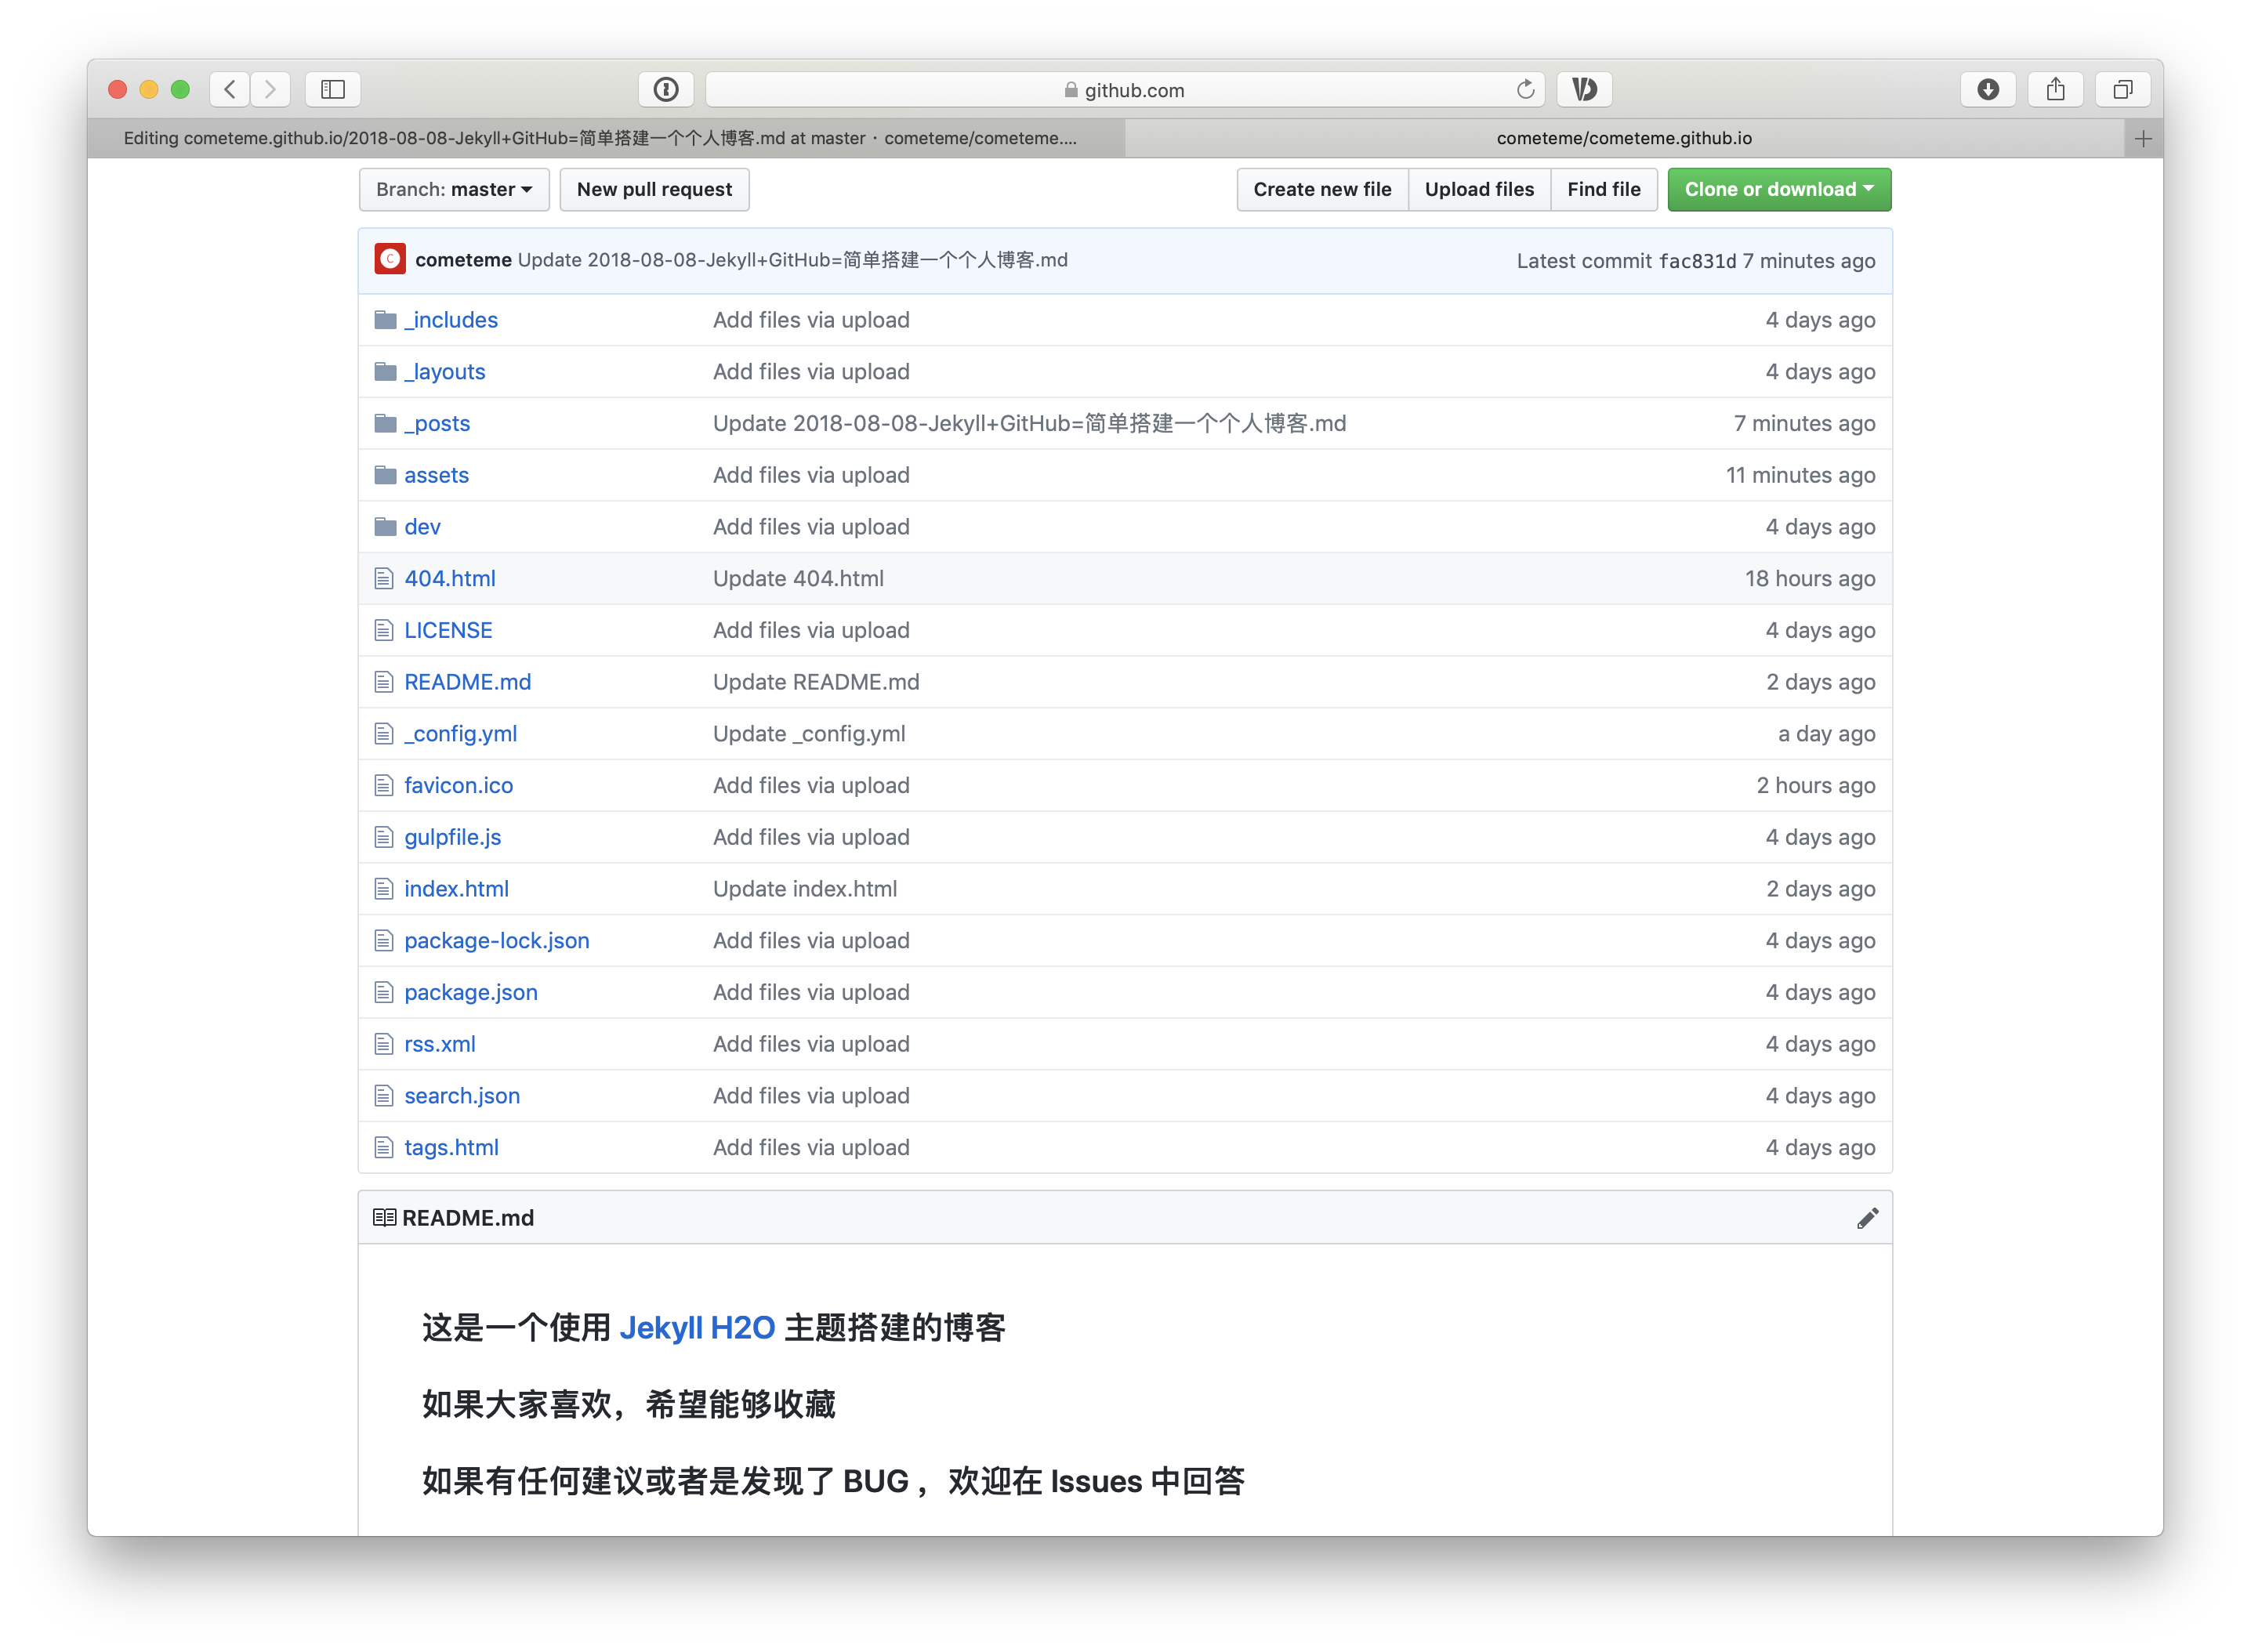 github.com
Editing cometeme.github.io/2018-08-08-Jekyll+GitHub=简单搭建一个个人博客.md at master · cometeme/cometeme.... cometeme/cometeme.github.io
Branch: master New pull request Create new file Upload files Find file Clone or download
cometeme Update 2018-08-08-Jekyll+GitHub=简单搭建一个个人博客.md Latest commit fac831d 7 minutes ago
_includes Add files via upload 4 days ago
_layouts Add files via upload 4 days ago
_posts Update 2018-08-08-Jekyll+GitHub=简单搭建一个个人博客.md 7 minutes ago
assets Add files via upload 11 minutes ago
dev Add files via upload 4 days ago
404.html Update 404.html 18 hours ago
LICENSE Add files via upload 4 days ago
README.md Update README.md 2 days ago
_config.yml Update _config.yml a day ago
favicon.ico Add files via upload 2 hours ago
gulpfile.js Add files via upload 4 days ago
index.html Update index.html 2 days ago
package-lock.json Add files via upload 4 days ago
package.json Add files via upload 4 days ago
rss.xml Add files via upload 4 days ago
search.json Add files via upload 4 days ago
tags.html Add files via upload 4 days ago
README.md
这是一个使用 Jekyll H2O 主题搭建的博客
如果大家喜欢，希望能够收藏
如果有任何建议或者是发现了 BUG ，欢迎在 Issues 中回答